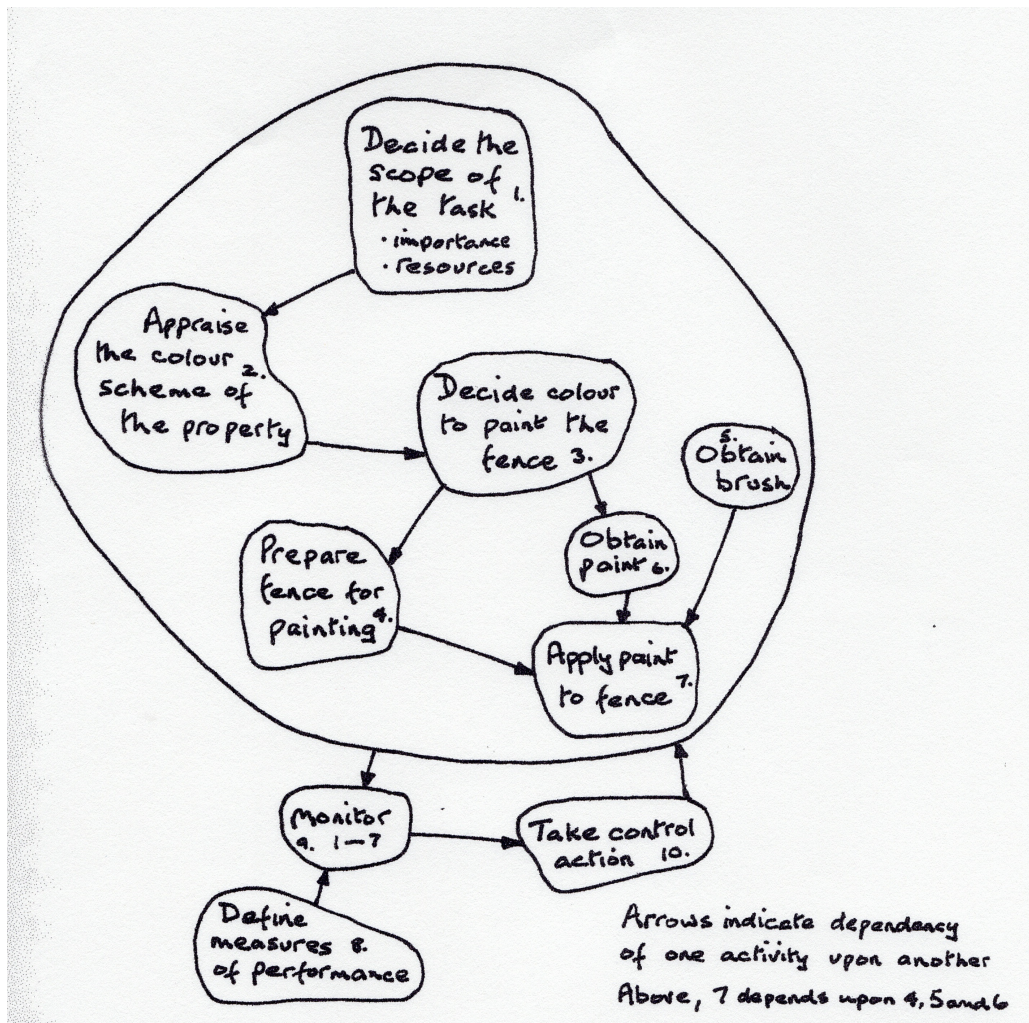 Decide the
scope of
the task 1.
· importance
· resources
Appraise
the colour 2.
scheme of
the property
Decide colour
to paint the
fence 3.
5.
Obtain
brush
Obtain
paint 6.
Prepare
fence for
painting 4.
Apply paint
to fence 7.
Monitor
9. 1–7
Take control
action 10.
Define
measures 8.
of performance
Arrows indicate dependency
of one activity upon another
Above, 7 depends upon 4, 5 and 6